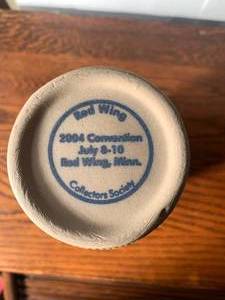 Red Wing
2004 Convention
July 8-10
Red Wing, Minn.
Collectors Society